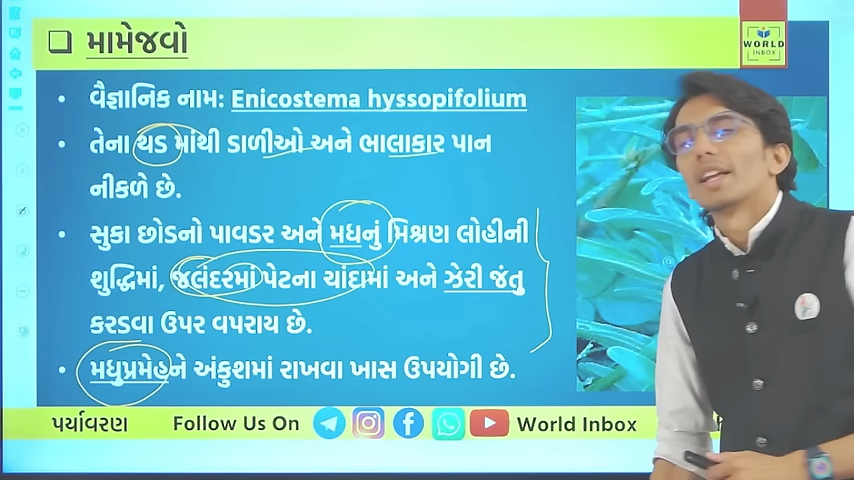 ❑ મામેજવો
WORLD
INBOX
• વૈજ્ઞાનિક નામ: Enicostema hyssopifolium
• તેના થડ માંથી ડાળીઓ અને ભાલાકાર પાન
નીકળે છે.
• સુકા છોડનો પાવડર અને મધનું મિશ્રણ લોહીની
શુદ્ધિમાં, જલંદરમાં પેટના ચાંદામાં અને ઝેરી જંતુ
કરડવા ઉપર વપરાય છે.
• મધુપ્રમેહને અંકુશમાં રાખવા ખાસ ઉપયોગી છે.
પર્યાવરણ Follow Us On World Inbox